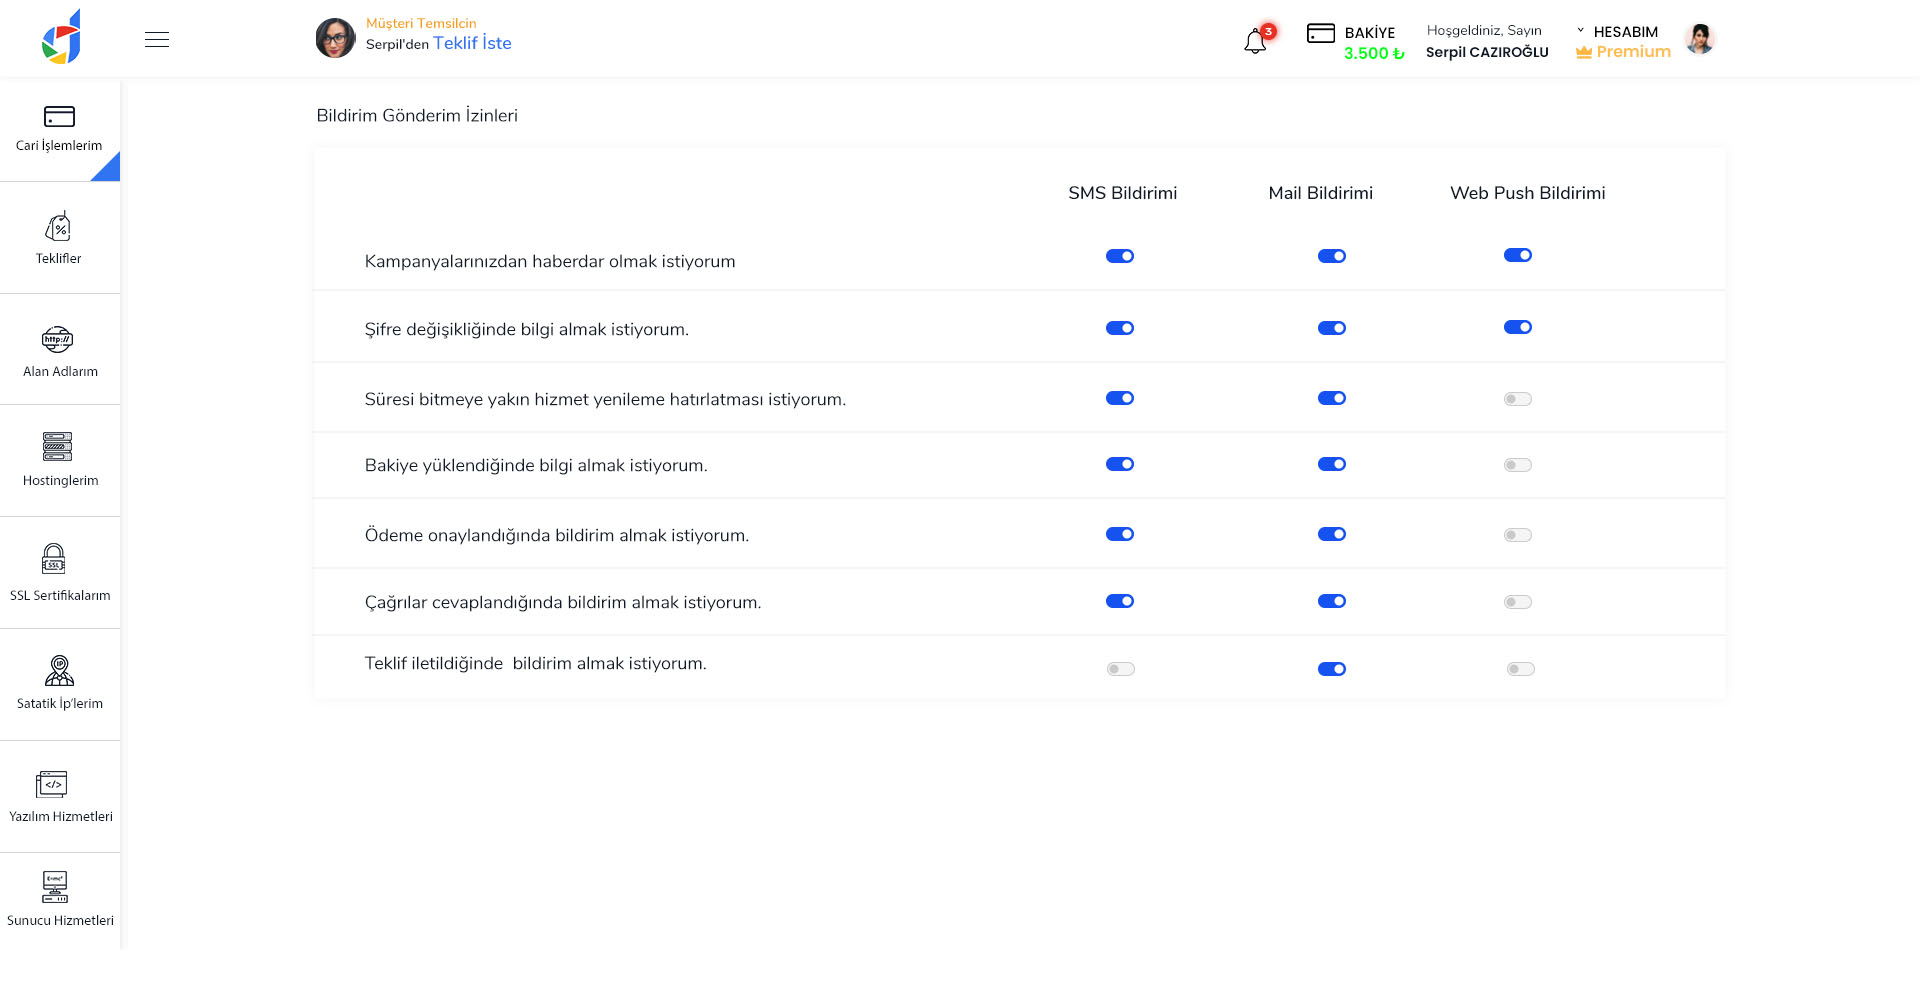 Müşteri Temsilcin
Serpil'den Teklif İste
3
BAKİYE
3.500 ₺
Hoşgeldiniz, Sayın
Serpil CAZIROĞLU
HESABIM
Premium
Cari İşlemlerim
Teklifler
%
http://
Alan Adlarım
Hostinglerim
SSL
SSL Sertifikalarım
IP
Satatik İp'lerim
</>
Yazılım Hizmetleri
Sunucu Hizmetleri
Bildirim Gönderim İzinleri
SMS Bildirimi Mail Bildirimi Web Push Bildirimi
Kampanyalarınızdan haberdar olmak istiyorum
Şifre değişikliğinde bilgi almak istiyorum.
Süresi bitmeye yakın hizmet yenileme hatırlatması istiyorum.
Bakiye yüklendiğinde bilgi almak istiyorum.
Ödeme onaylandığında bildirim almak istiyorum.
Çağrılar cevaplandığında bildirim almak istiyorum.
Teklif iletildiğinde  bildirim almak istiyorum.